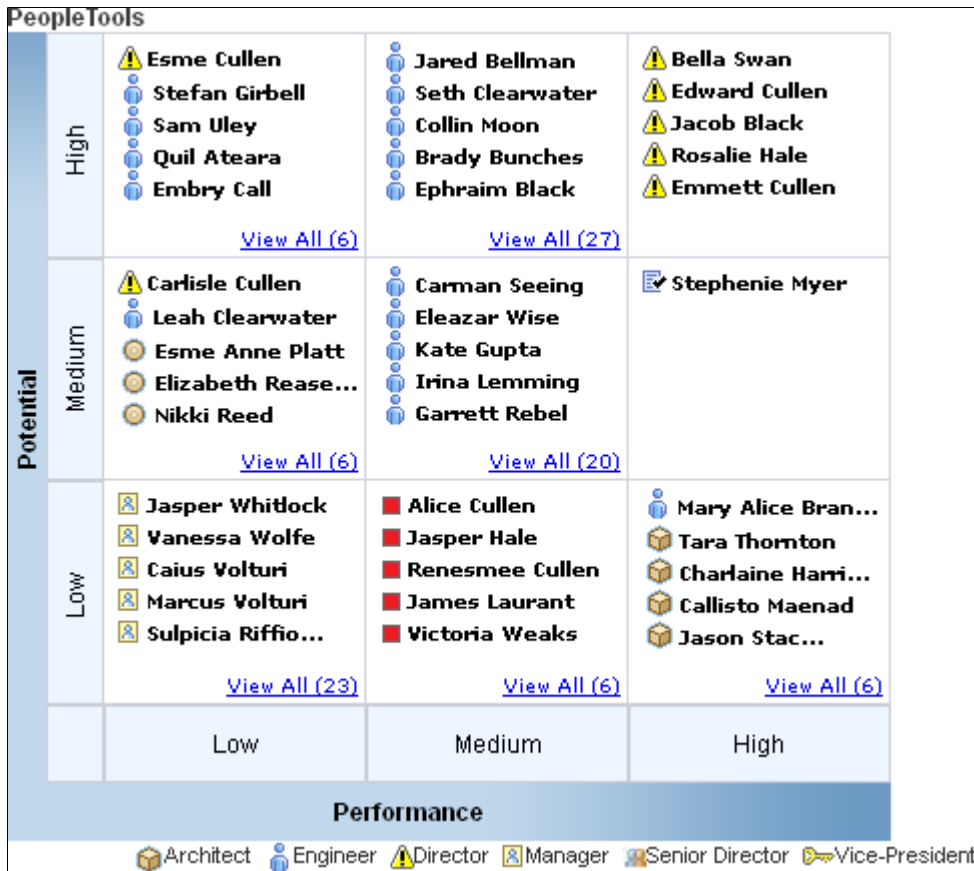 PeopleTools
Esme Cullen
Stefan Girbell
Sam Uley
Quil Ateara
Embry Call
View All (6)
Jared Bellman
Seth Clearwater
Collin Moon
Brady Bunches
Ephraim Black
View All (27)
Bella Swan
Edward Cullen
Jacob Black
Rosalie Hale
Emmett Cullen
High
Carlisle Cullen
Leah Clearwater
Esme Anne Platt
Elizabeth Rease...
Nikki Reed
View All (6)
Carman Seeing
Eleazar Wise
Kate Gupta
Irina Lemming
Garrett Rebel
View All (20)
Stephenie Myer
Medium
Potential
Jasper Whitlock
Vanessa Wolfe
Caius Volturi
Marcus Volturi
Sulpicia Riffio...
View All (23)
Alice Cullen
Jasper Hale
Renesmee Cullen
James Laurant
Victoria Weaks
View All (6)
Mary Alice Bran...
Tara Thornton
Charlaine Harri...
Callisto Maenad
Jason Stac...
View All (6)
Low
Low Medium High
Performance
Architect Engineer Director Manager Senior Director Vice-President